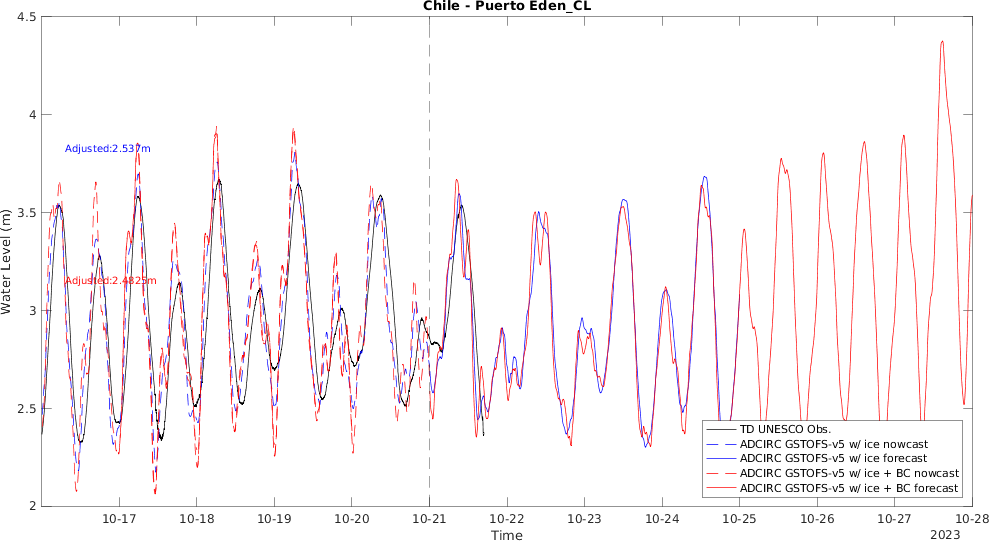 Chile - Puerto Eden_CL
4.5
4
3.5
3
2.5
2
Water Level (m)
Adjusted:2.537m
Adjusted:2.4825m
TD UNESCO Obs.
ADCIRC GSTOFS-v5 w/ ice nowcast
ADCIRC GSTOFS-v5 w/ ice forecast
ADCIRC GSTOFS-v5 w/ ice + BC nowcast
ADCIRC GSTOFS-v5 w/ ice + BC forecast
10-17 10-18 10-19 10-20 10-21 10-22 10-23 10-24 10-25 10-26 10-27 10-28
Time
2023